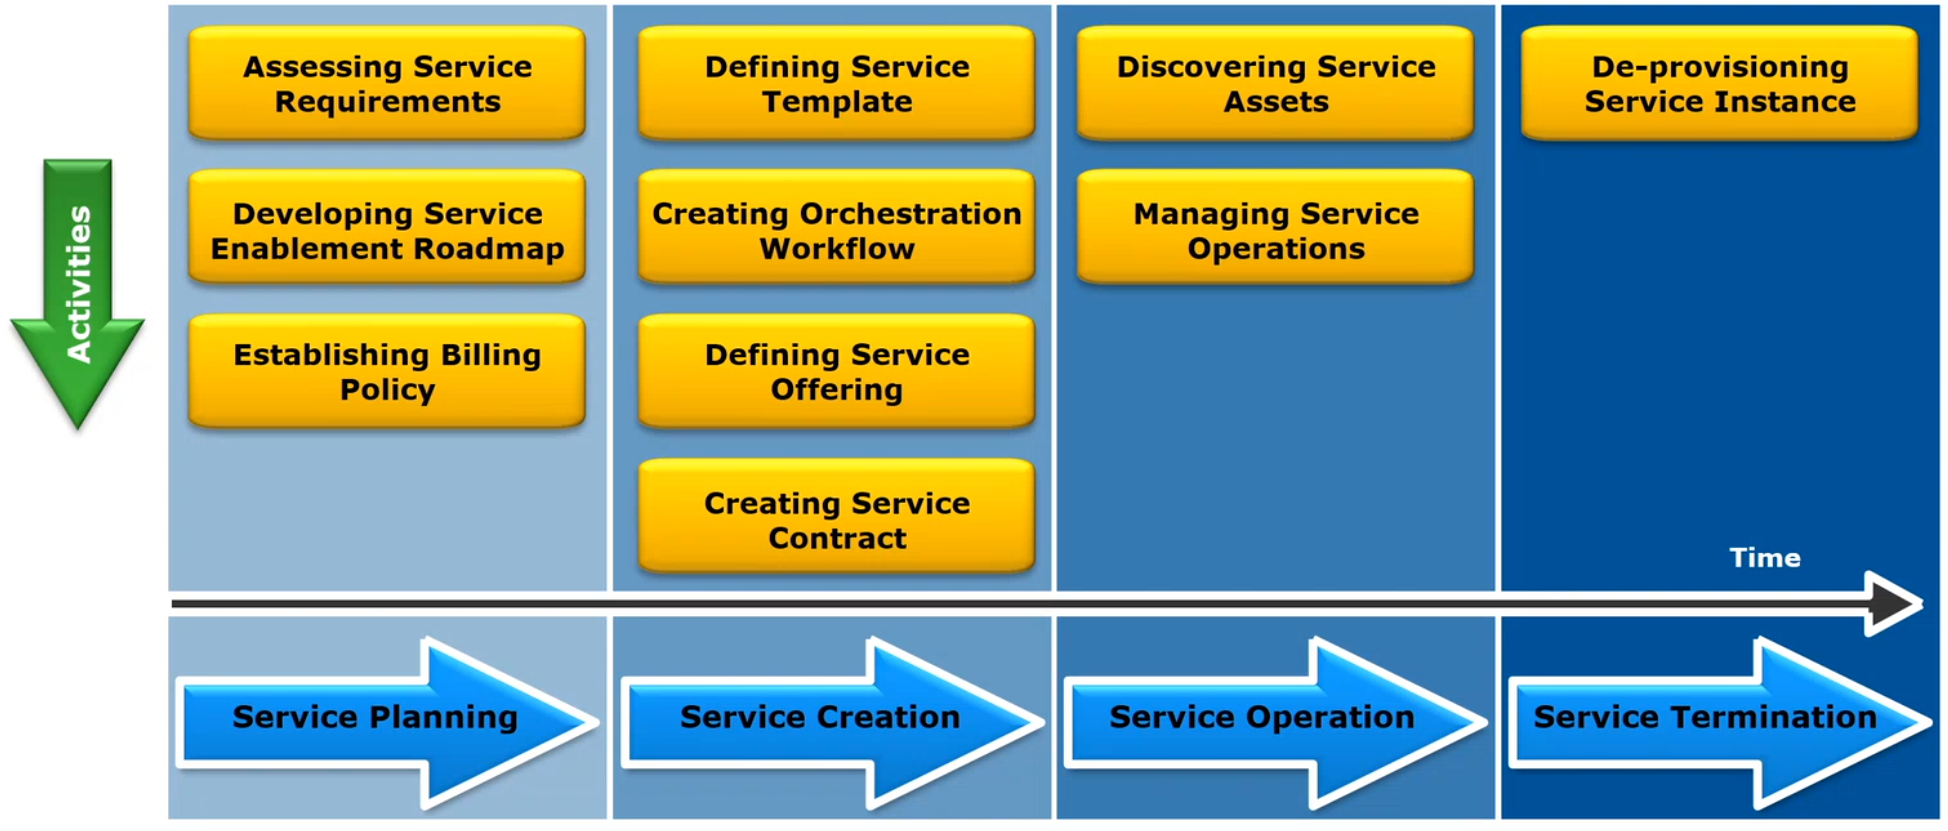 Assessing Service
Requirements
Developing Service
Enablement Roadmap
Establishing Billing
Policy
Defining Service
Template
Creating Orchestration
Workflow
Defining Service
Offering
Creating Service
Contract
Discovering Service
Assets
Managing Service
Operations
De-provisioning
Service Instance
Activities
Time
Service Planning
Service Creation
Service Operation
Service Termination